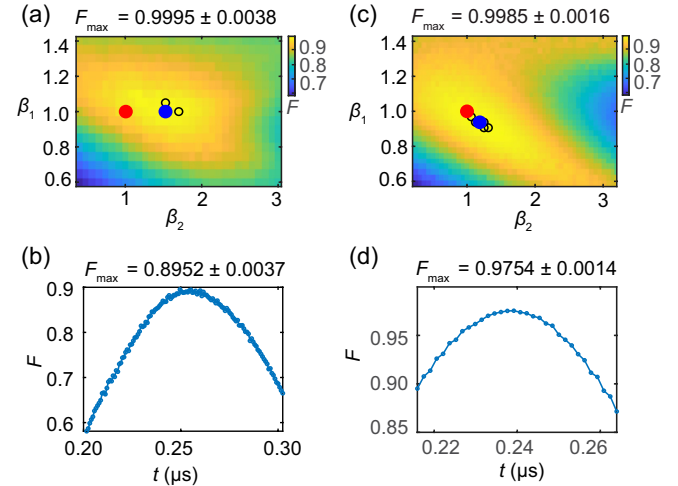 (a)
F_max = 0.9995 ± 0.0038
1.4
1.2
β_1 1.0
0.8
0.6
1 2 3
β_2
0.9
0.8
0.7
F
(c)
F_max = 0.9985 ± 0.0016
1.4
1.2
β_1 1.0
0.8
0.6
1 2 3
β_2
0.9
0.8
0.7
F
(b)
F_max = 0.8952 ± 0.0037
0.9
0.8
F
0.7
0.6
0.20 0.25 0.30
t (μs)
(d)
F_max = 0.9754 ± 0.0014
0.95
F
0.90
0.85
0.22 0.24 0.26
t (μs)